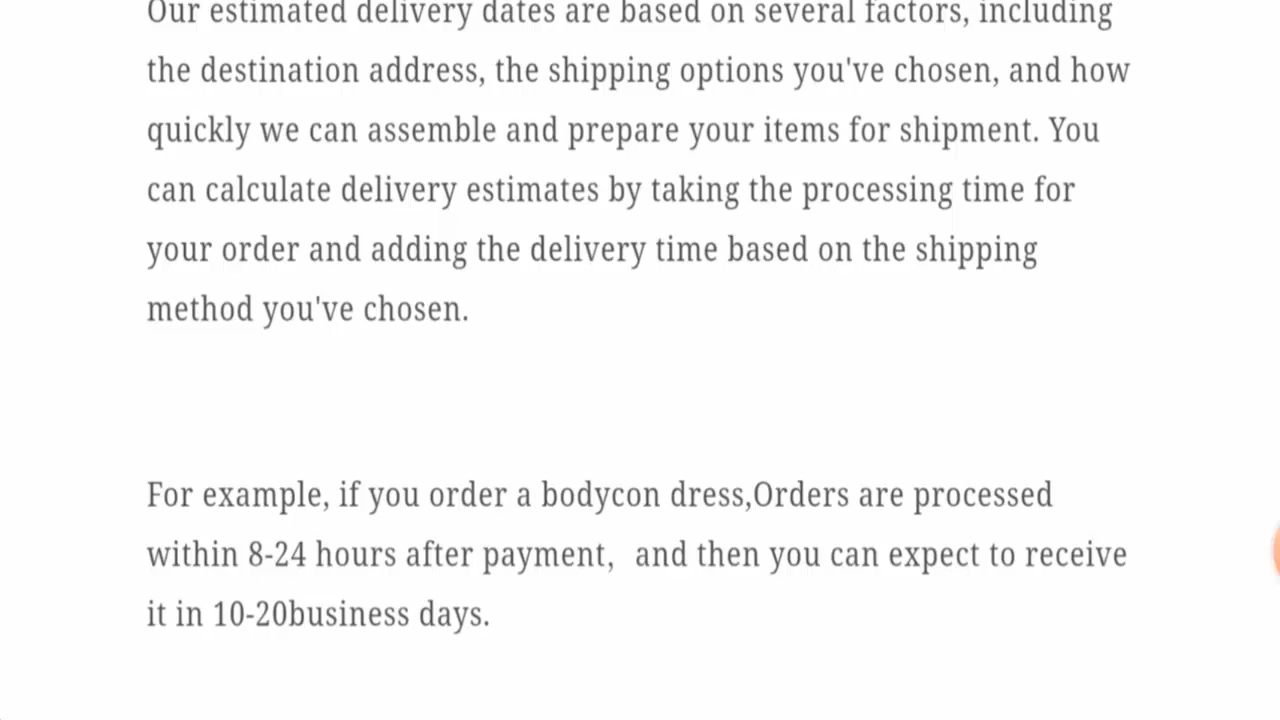 Our estimated delivery dates are based on several factors, including
the destination address, the shipping options you've chosen, and how
quickly we can assemble and prepare your items for shipment. You
can calculate delivery estimates by taking the processing time for
your order and adding the delivery time based on the shipping
method you've chosen.
For example, if you order a bodycon dress,Orders are processed
within 8-24 hours after payment,  and then you can expect to receive
it in 10-20business days.